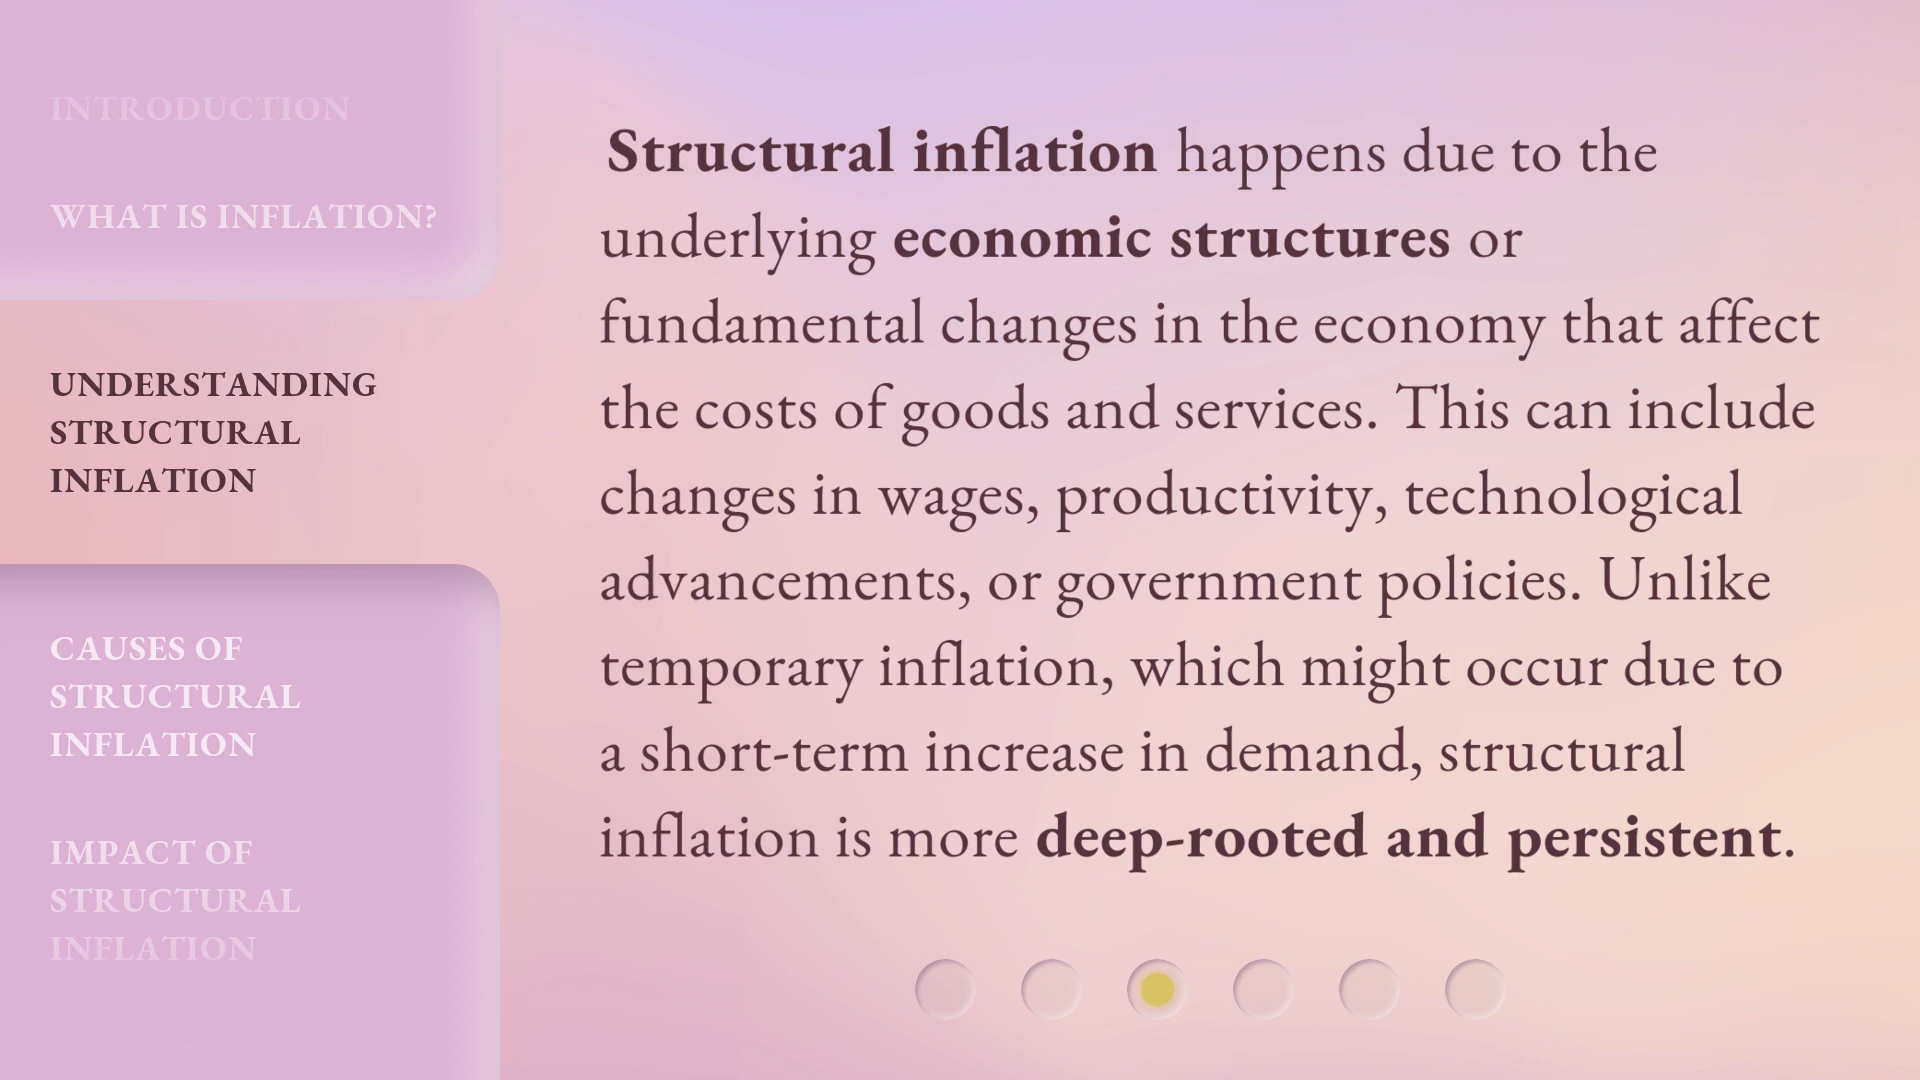 INTRODUCTION
WHAT IS INFLATION?
UNDERSTANDING
STRUCTURAL
INFLATION
CAUSES OF
STRUCTURAL
INFLATION
IMPACT OF
STRUCTURAL
INFLATION
Structural inflation happens due to the
underlying economic structures or
fundamental changes in the economy that affect
the costs of goods and services. This can include
changes in wages, productivity, technological
advancements, or government policies. Unlike
temporary inflation, which might occur due to
a short-term increase in demand, structural
inflation is more deep-rooted and persistent.